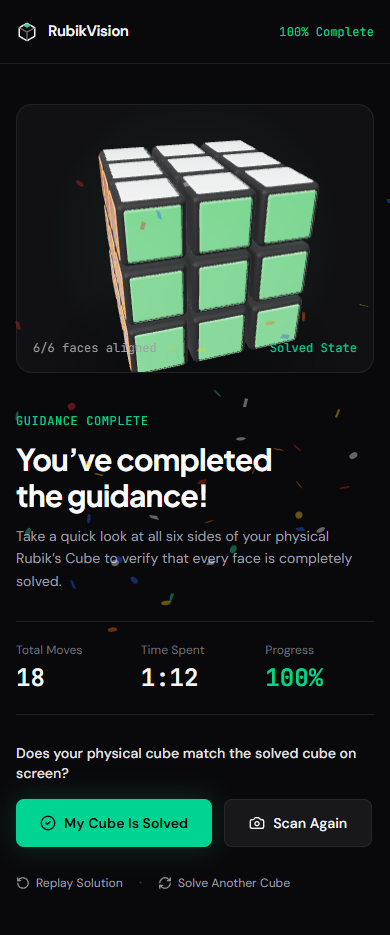 RubikVision
100% Complete
6/6 faces aligned
Solved State
GUIDANCE COMPLETE
You’ve completed
the guidance!
Take a quick look at all six sides of your physical
Rubik's Cube to verify that every face is completely
solved.
Total Moves
Time Spent
Progress
18
1:12
100%
Does your physical cube match the solved cube on
screen?
My Cube Is Solved
Scan Again
Replay Solution
·
Solve Another Cube